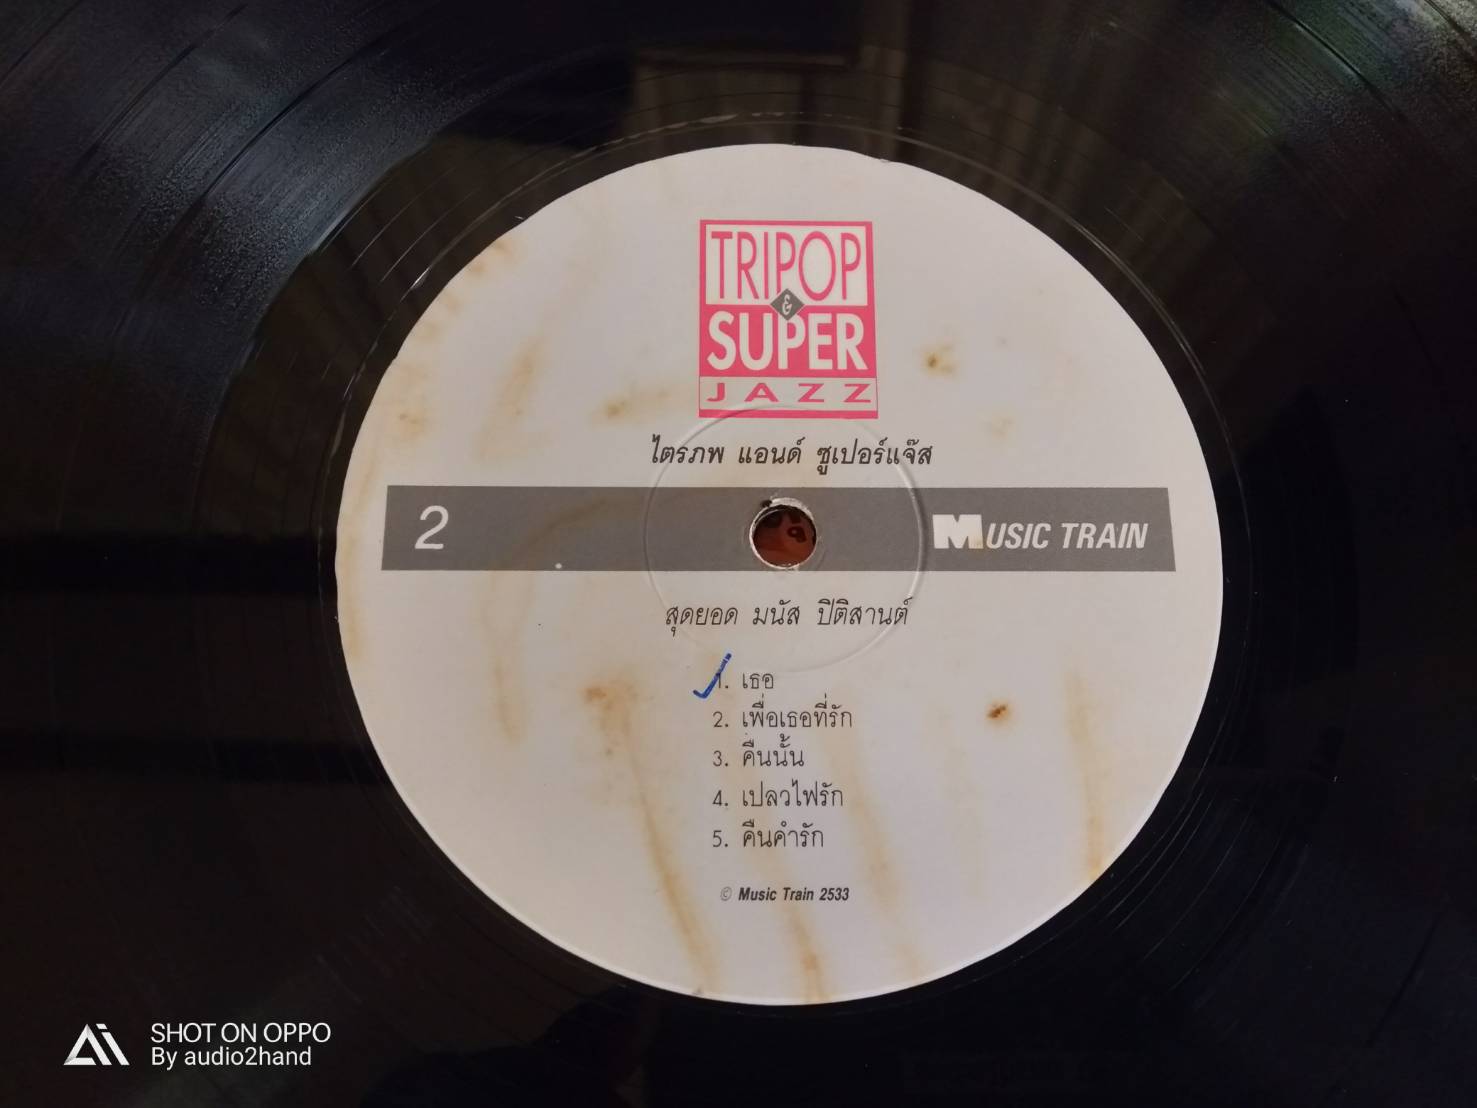 TRIPOP
&
SUPER
JAZZ
ไตรภพ แอนด์ ซูเปอร์แจ๊ส
2
MUSIC TRAIN
สุดยอด มนัส ปิติสานต์
1. เธอ
2. เพื่อเธอที่รัก
3. คืนนั้น
4. เปลวไฟรัก
5. คืนคำรัก
© Music Train 2533
SHOT ON OPPO
By audio2hand